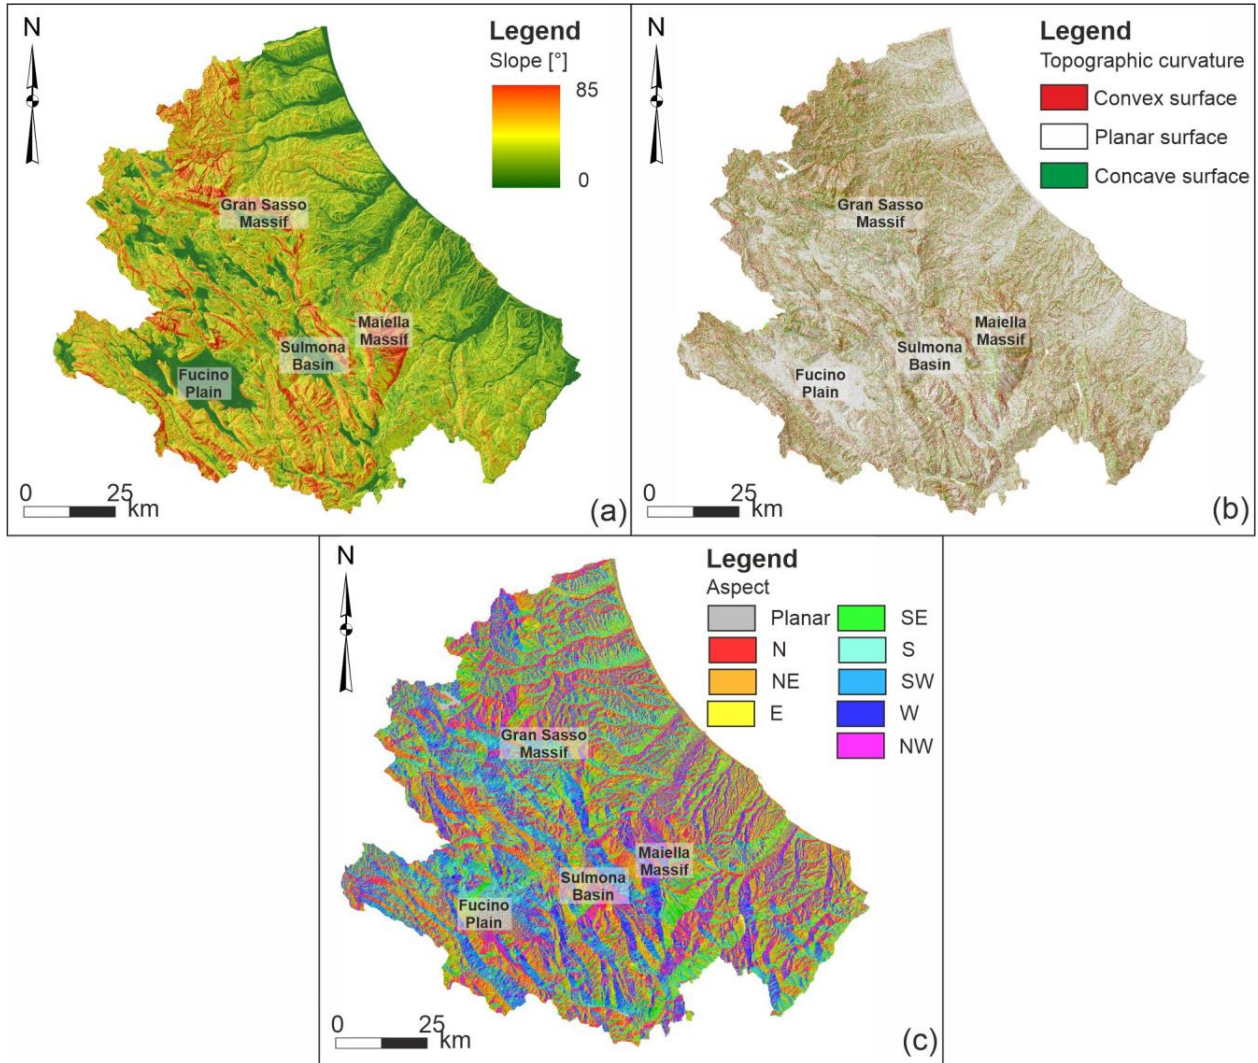 N
Legend
Slope [°]
85
0
Gran Sasso
Massif
Maiella
Massif
Sulmona
Basin
Fucino
Plain
0 25
km
(a)
N
Legend
Topographic curvature
Convex surface
Planar surface
Concave surface
Gran Sasso
Massif
Maiella
Massif
Sulmona
Basin
Fucino
Plain
0 25
km
(b)
N
Legend
Aspect
Planar SE
N S
NE SW
E W
NW
Gran Sasso
Massif
Maiella
Massif
Sulmona
Basin
Fucino
Plain
0 25
km
(c)